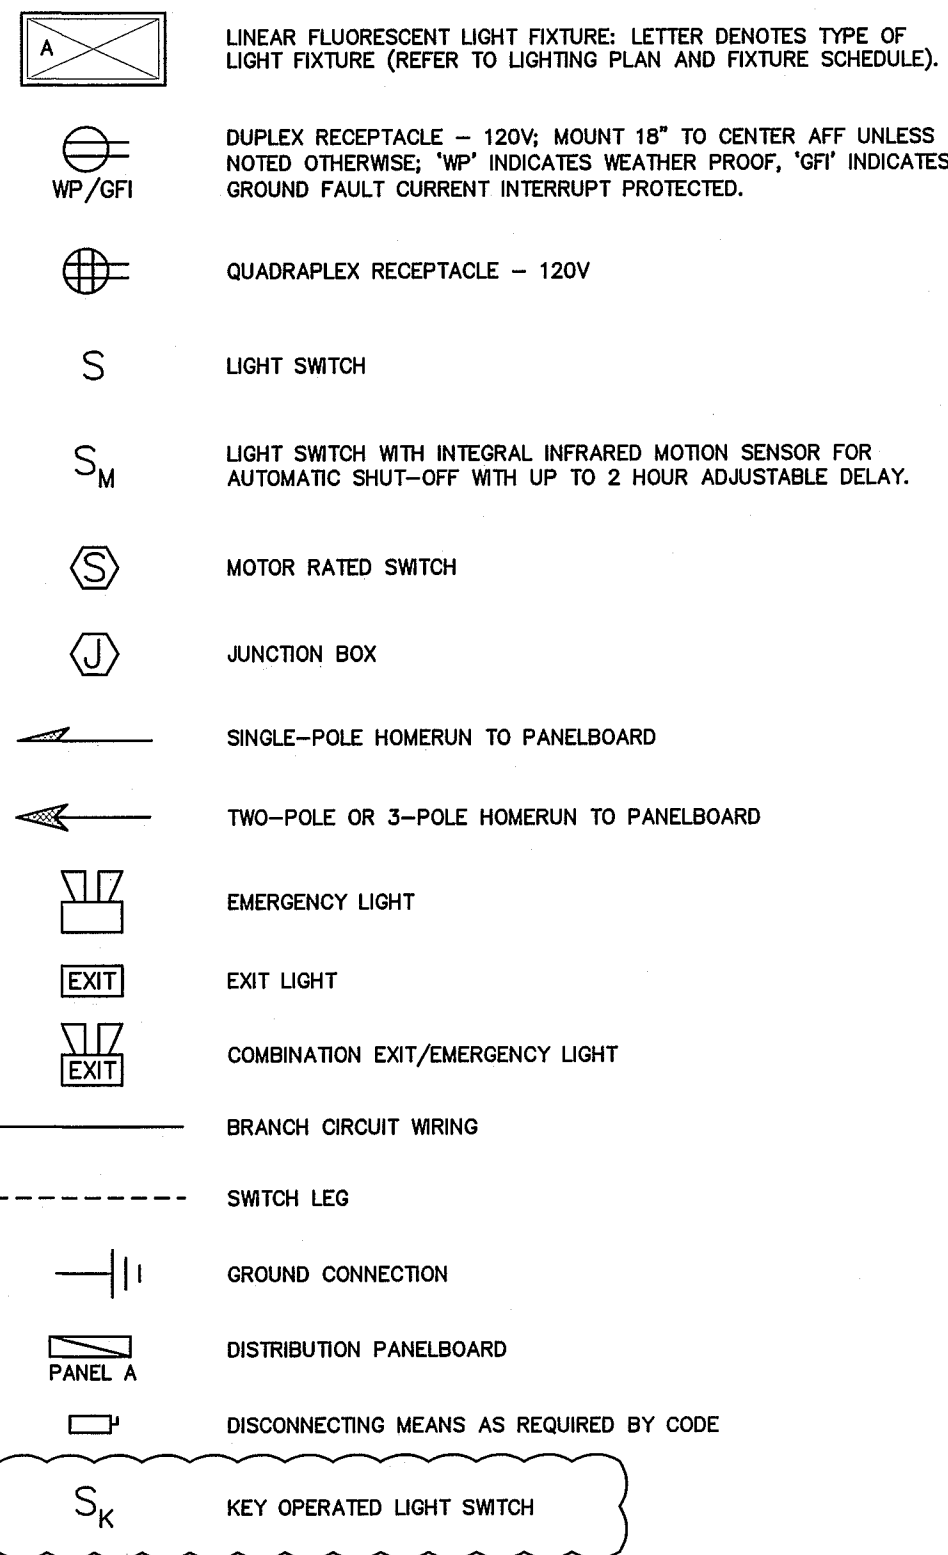 A
LINEAR FLUORESCENT LIGHT FIXTURE: LETTER DENOTES TYPE OF
LIGHT FIXTURE (REFER TO LIGHTING PLAN AND FIXTURE SCHEDULE).
WP/GFI
DUPLEX RECEPTACLE – 120V; MOUNT 18" TO CENTER AFF UNLESS
NOTED OTHERWISE; 'WP' INDICATES WEATHER PROOF, 'GFI' INDICATES
GROUND FAULT CURRENT INTERRUPT PROTECTED.
QUADRAPLEX RECEPTACLE – 120V
S
LIGHT SWITCH
SM
LIGHT SWITCH WITH INTEGRAL INFRARED MOTION SENSOR FOR
AUTOMATIC SHUT–OFF WITH UP TO 2 HOUR ADJUSTABLE DELAY.
S
MOTOR RATED SWITCH
J
JUNCTION BOX
SINGLE–POLE HOMERUN TO PANELBOARD
TWO–POLE OR 3–POLE HOMERUN TO PANELBOARD
EMERGENCY LIGHT
EXIT
EXIT LIGHT
EXIT
COMBINATION EXIT/EMERGENCY LIGHT
BRANCH CIRCUIT WIRING
SWITCH LEG
GROUND CONNECTION
PANEL A
DISTRIBUTION PANELBOARD
DISCONNECTING MEANS AS REQUIRED BY CODE
SK
KEY OPERATED LIGHT SWITCH